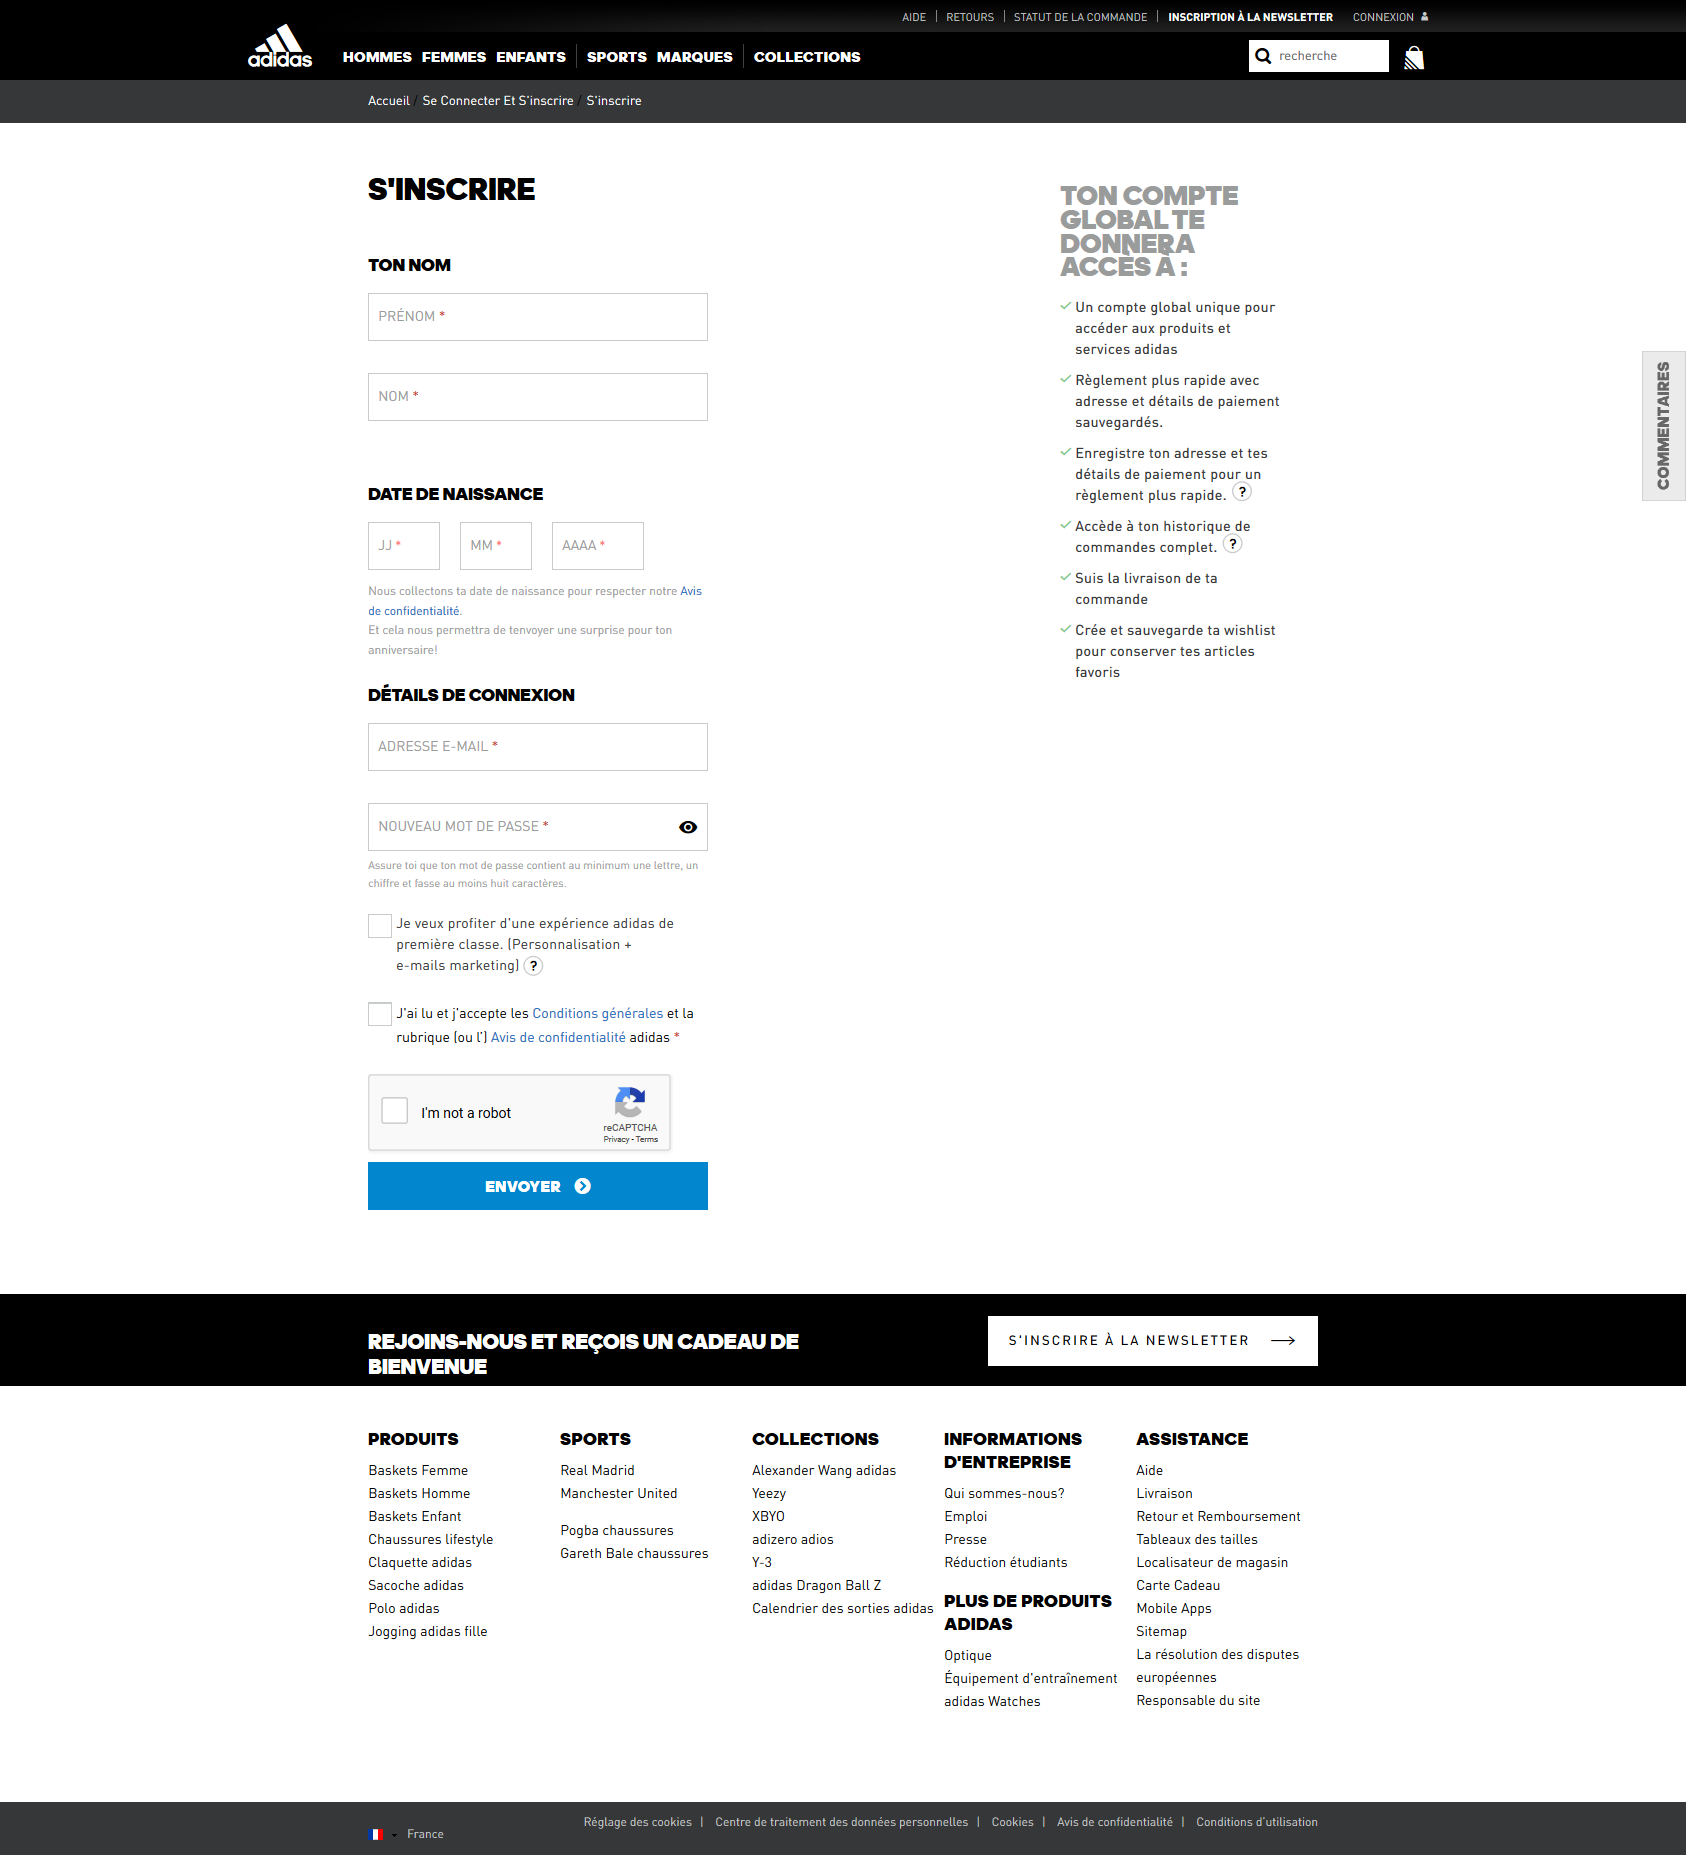 AIDE | RETOURS | STATUT DE LA COMMANDE | INSCRIPTION À LA NEWSLETTER CONNEXION
adidas
HOMMES FEMMES ENFANTS | SPORTS MARQUES | COLLECTIONS
recherche
Accueil / Se Connecter Et S'inscrire / S'inscrire
S'INSCRIRE
TON NOM
PRÉNOM *
NOM *
DATE DE NAISSANCE
JJ * MM * AAAA *
Nous collectons ta date de naissance pour respecter notre Avis
de confidentialité.
Et cela nous permettra de tenvoyer une surprise pour ton
anniversaire!
DÉTAILS DE CONNEXION
ADRESSE E-MAIL *
NOUVEAU MOT DE PASSE *
Assure toi que ton mot de passe contient au minimum une lettre, un
chiffre et fasse au moins huit caractères.
Je veux profiter d'une expérience adidas de
première classe. (Personnalisation +
e-mails marketing) ?
J'ai lu et j'accepte les Conditions générales et la
rubrique (ou l') Avis de confidentialité adidas *
I'm not a robot
reCAPTCHA
Privacy - Terms
ENVOYER
TON COMPTE
GLOBAL TE
DONNERA
ACCÈS À :
Un compte global unique pour
accéder aux produits et
services adidas
Règlement plus rapide avec
adresse et détails de paiement
sauvegardés.
Enregistre ton adresse et tes
détails de paiement pour un
règlement plus rapide. ?
Accède à ton historique de
commandes complet. ?
Suis la livraison de ta
commande
Crée et sauvegarde ta wishlist
pour conserver tes articles
favoris
COMMENTAIRES
REJOINS-NOUS ET REÇOIS UN CADEAU DE
BIENVENUE
S'INSCRIRE À LA NEWSLETTER
PRODUITS
Baskets Femme
Baskets Homme
Baskets Enfant
Chaussures lifestyle
Claquette adidas
Sacoche adidas
Polo adidas
Jogging adidas fille
SPORTS
Real Madrid
Manchester United
Pogba chaussures
Gareth Bale chaussures
COLLECTIONS
Alexander Wang adidas
Yeezy
XBYO
adizero adios
Y-3
adidas Dragon Ball Z
Calendrier des sorties adidas
INFORMATIONS
D'ENTREPRISE
Qui sommes-nous?
Emploi
Presse
Réduction étudiants
PLUS DE PRODUITS
ADIDAS
Optique
Équipement d'entraînement
adidas Watches
ASSISTANCE
Aide
Livraison
Retour et Remboursement
Tableaux des tailles
Localisateur de magasin
Carte Cadeau
Mobile Apps
Sitemap
La résolution des disputes
européennes
Responsable du site
Réglage des cookies | Centre de traitement des données personnelles | Cookies | Avis de confidentialité | Conditions d'utilisation
France